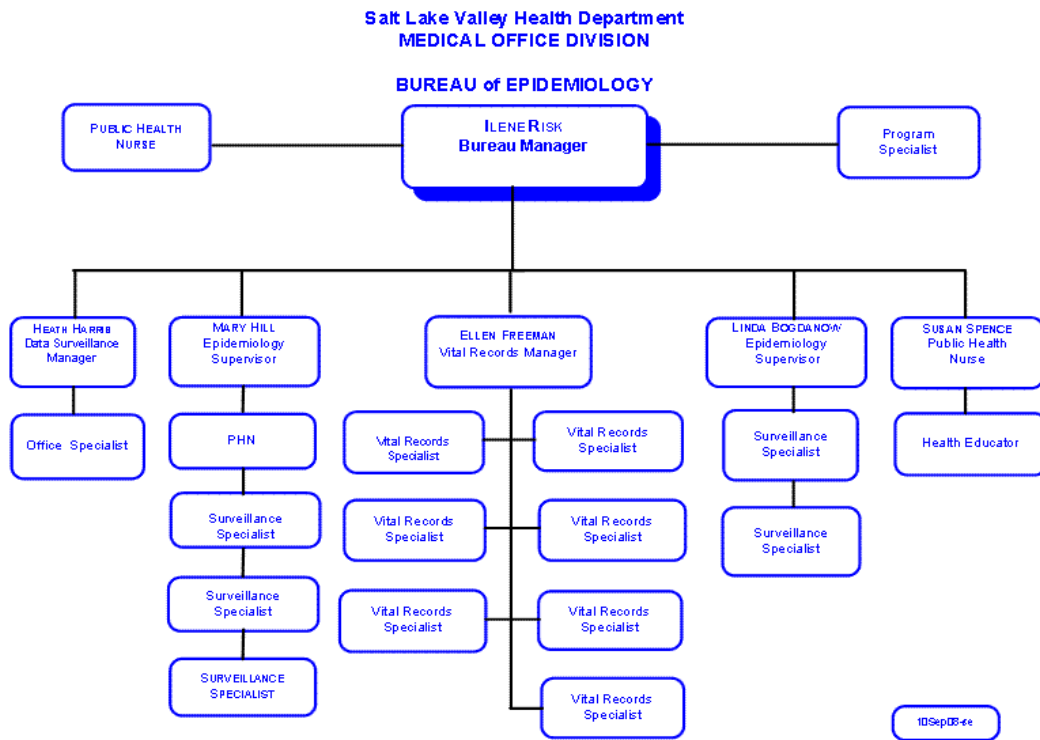 Salt Lake Valley Health Department
MEDICAL OFFICE DIVISION
BUREAU of EPIDEMIOLOGY
PUBLIC HEALTH
NURSE
ILENE RISK
Bureau Manager
Program
Specialist
HEATH HARRIS
Data Surveillance
Manager
MARY HILL
Epidemiology
Supervisor
ELLEN FREEMAN
Vital Records Manager
LINDA BOGDANOW
Epidemiology
Supervisor
SUSAN SPENCE
Public Health
Nurse
Office Specialist
PHN
Surveillance
Specialist
Surveillance
Specialist
SURVEILLANCE
SPECIALIST
Vital Records
Specialist
Vital Records
Specialist
Vital Records
Specialist
Vital Records
Specialist
Vital Records
Specialist
Vital Records
Specialist
Vital Records
Specialist
Surveillance
Specialist
Surveillance
Specialist
Health Educator